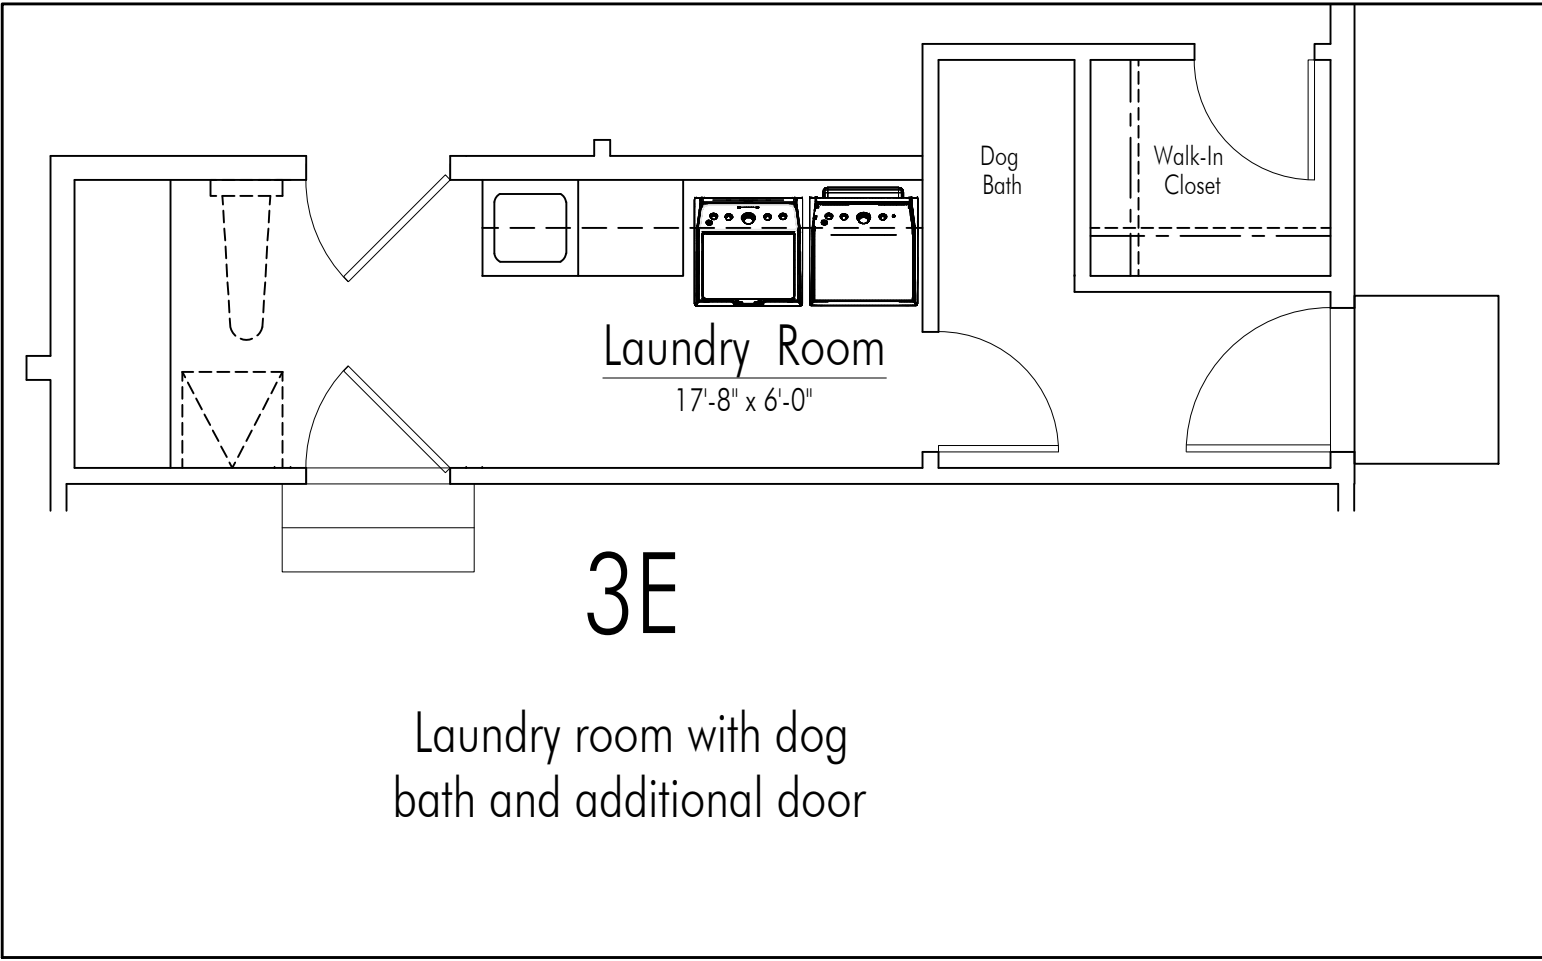 Dog
Bath
Walk-In
Closet
Laundry Room
17'-8" x 6'-0"
3E
Laundry room with dog
bath and additional door